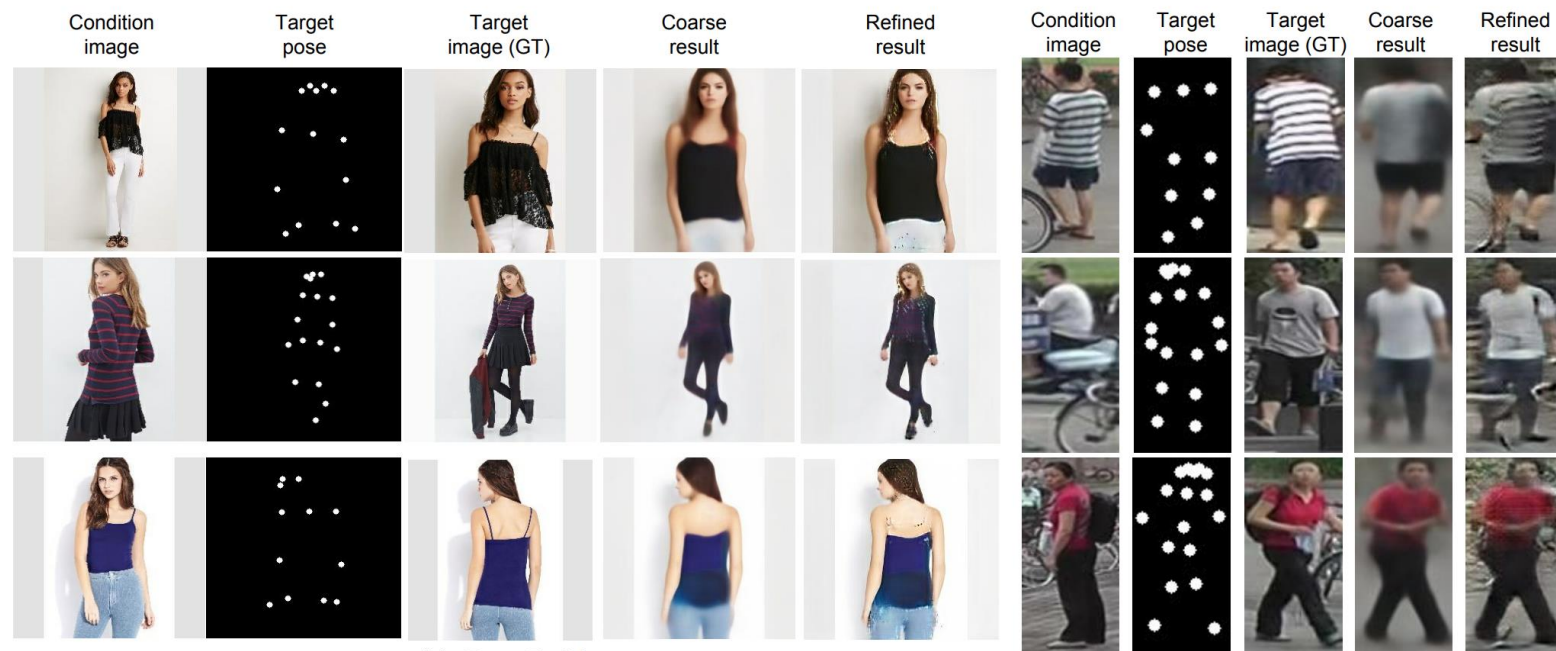 Condition
image
Target
pose
Target
image (GT)
Coarse
result
Refined
result
Condition
image
Target
pose
Target
image (GT)
Coarse
result
Refined
result